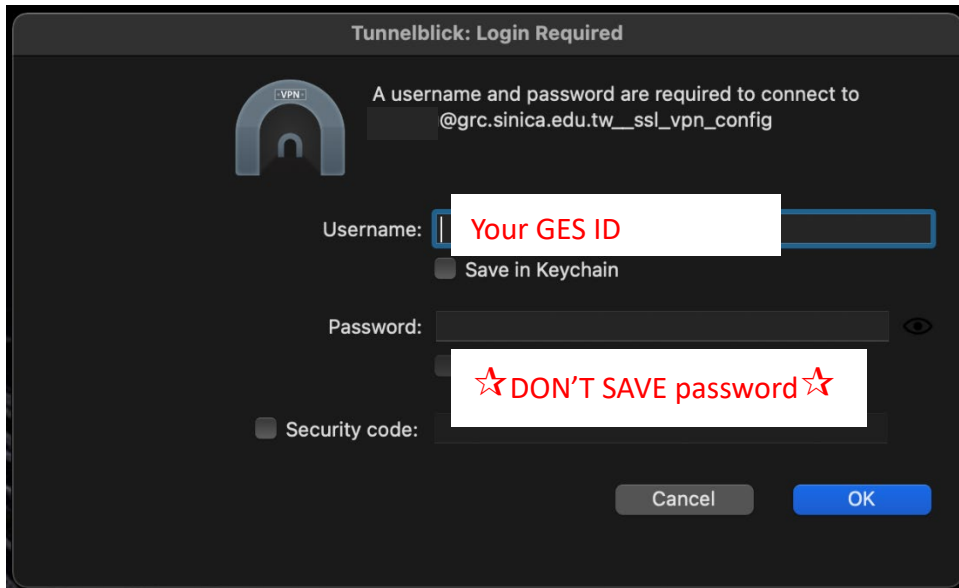 Tunnelblick: Login Required
VPN
A username and password are required to connect to
@grc.sinica.edu.tw__ssl_vpn_config
Username:
Your GES ID
Save in Keychain
Password:
☆DON'T SAVE password☆
Security code:
Cancel
OK